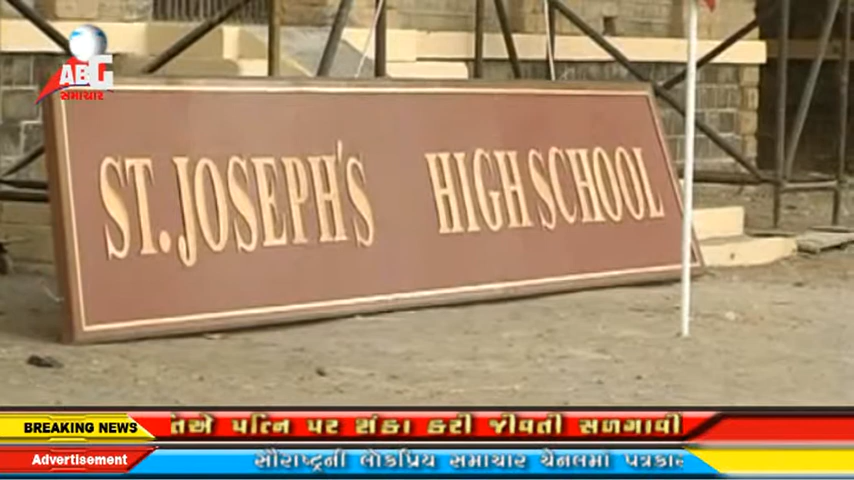 ABG
સમાચાર
ST. JOSEPH'S HIGH SCHOOL
BREAKING NEWS
તિએ પત્નિ પર શંકા કરી જીવતી સળગાવી
Advertisement
સૌરાષ્ટ્રની લોકપ્રિય સમાચાર ચેનલમાં પત્રકાર